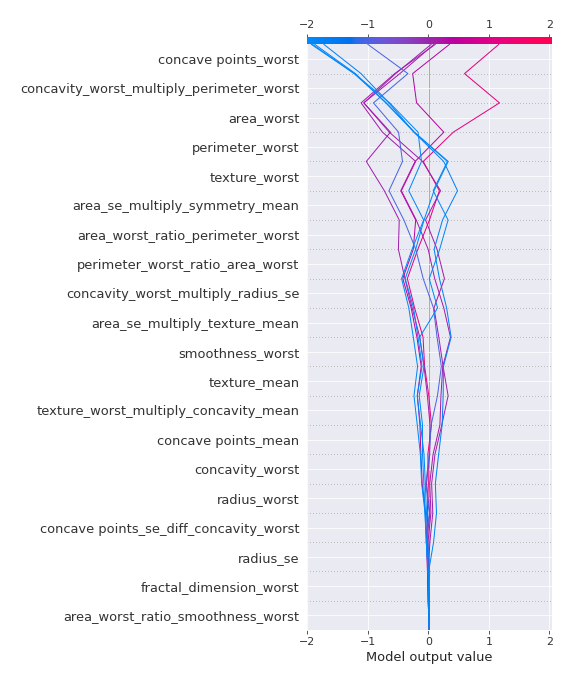 −2 −1 0 1 2
concave points_worst
concavity_worst_multiply_perimeter_worst
area_worst
perimeter_worst
texture_worst
area_se_multiply_symmetry_mean
area_worst_ratio_perimeter_worst
perimeter_worst_ratio_area_worst
concavity_worst_multiply_radius_se
area_se_multiply_texture_mean
smoothness_worst
texture_mean
texture_worst_multiply_concavity_mean
concave points_mean
concavity_worst
radius_worst
concave points_se_diff_concavity_worst
radius_se
fractal_dimension_worst
area_worst_ratio_smoothness_worst
−2 −1 0 1 2
Model output value